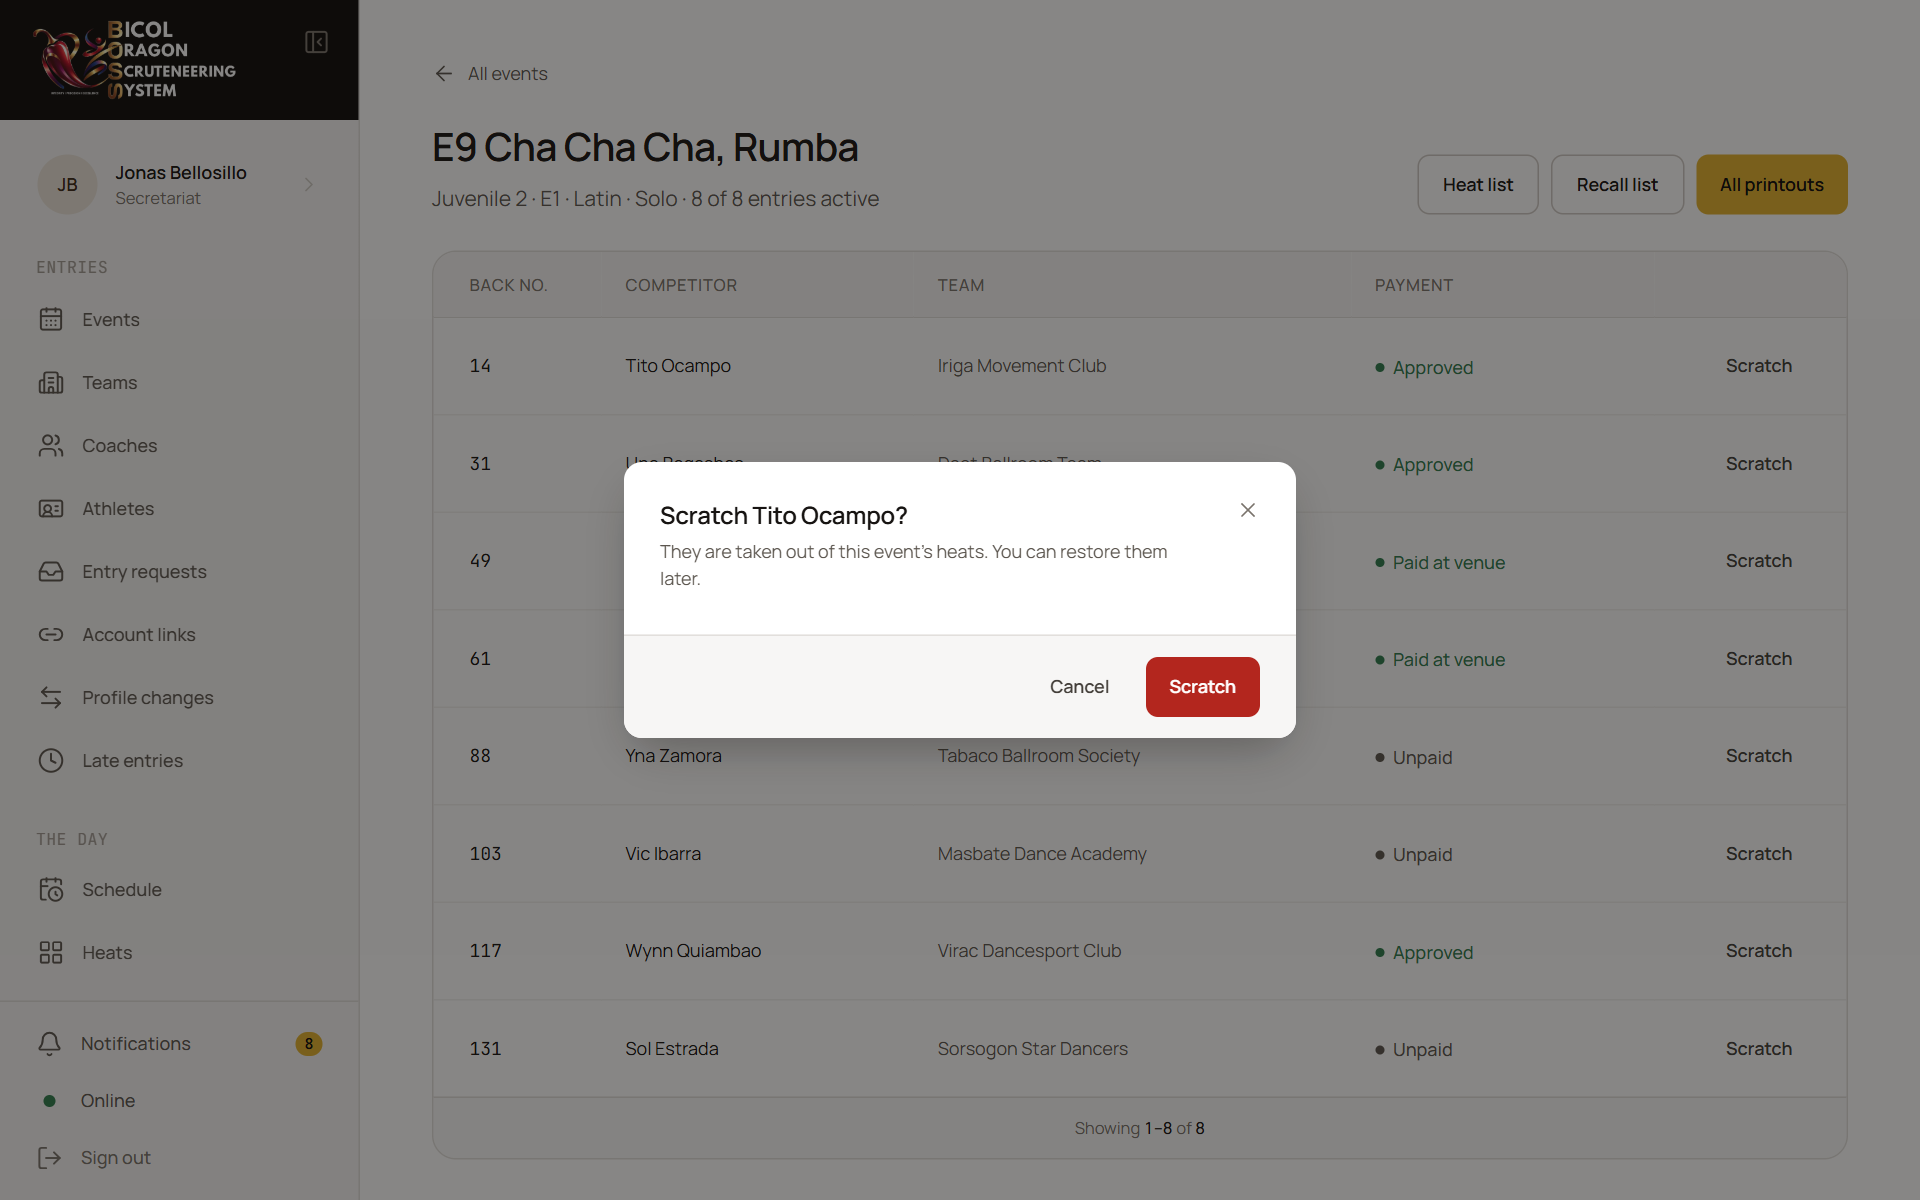 BICOL
DRAGON
SCRUTENEERING
SYSTEM
JB
Jonas Bellosillo
Secretariat
ENTRIES
Events
Teams
Coaches
Athletes
Entry requests
Account links
Profile changes
Late entries
THE DAY
Schedule
Heats
Notifications
8
Online
Sign out
All events
E9 Cha Cha Cha, Rumba
Juvenile 2 · E1 · Latin · Solo · 8 of 8 entries active
Heat list
Recall list
All printouts
BACK NO. COMPETITOR TEAM PAYMENT
14 Tito Ocampo Iriga Movement Club Approved Scratch
31 Approved Scratch
49 Paid at venue Scratch
61 Paid at venue Scratch
88 Yna Zamora Tabaco Ballroom Society Unpaid Scratch
103 Vic Ibarra Masbate Dance Academy Unpaid Scratch
117 Wynn Quiambao Virac Dancesport Club Approved Scratch
131 Sol Estrada Sorsogon Star Dancers Unpaid Scratch
Showing 1–8 of 8
Scratch Tito Ocampo?
They are taken out of this event's heats. You can restore them
later.
Cancel
Scratch